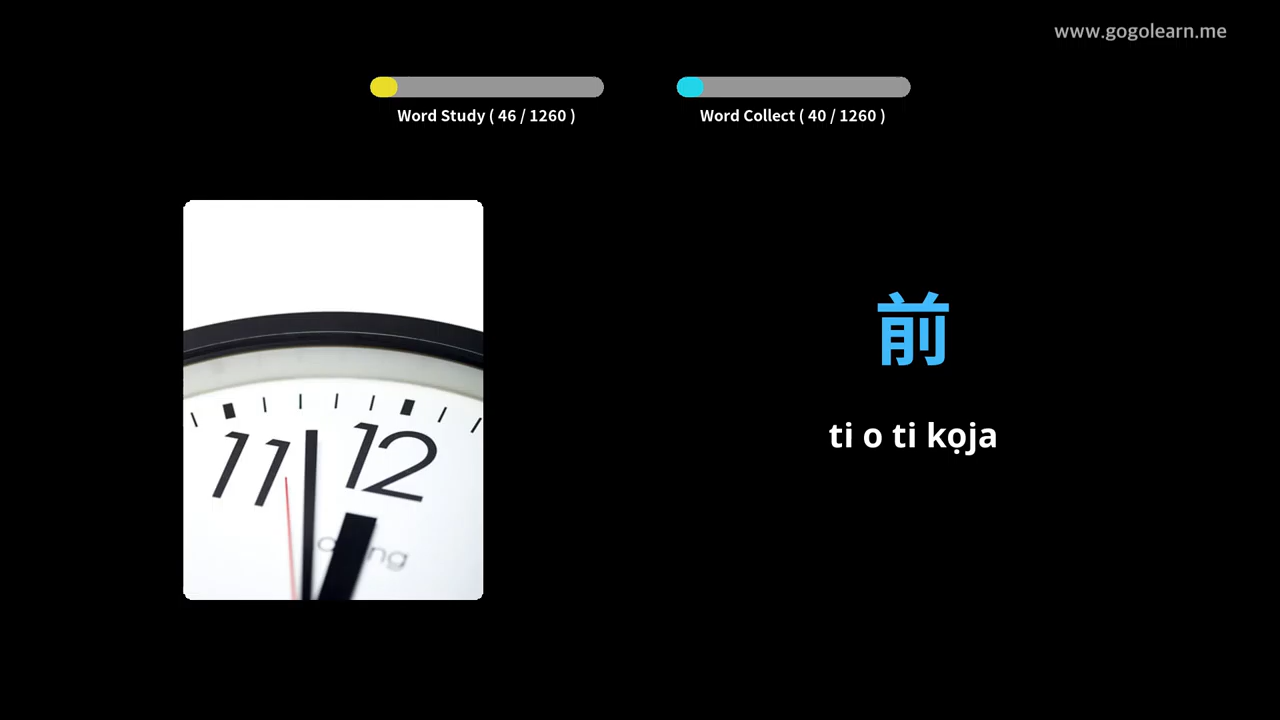 www.gogolearn.me
Word Study ( 46 / 1260 )
Word Collect ( 40 / 1260 )
11 12
前
ti o ti kọja